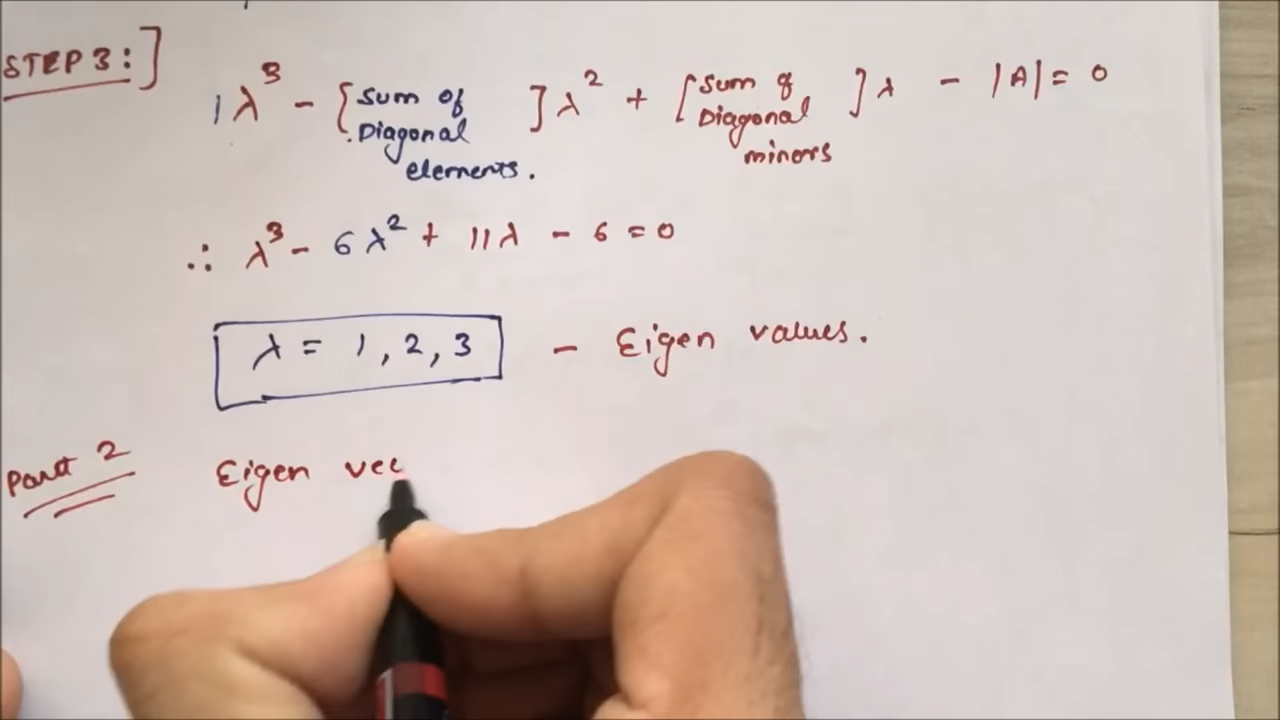 STEP 3 : ]
1λ³ - [Sum of Diagonal elements.]λ² + [Sum of Diagonal minors]λ - |A| = 0
∴ λ³ - 6λ² + 11λ - 6 = 0
λ = 1, 2, 3 - Eigen values.
Part 2 Eigen vec